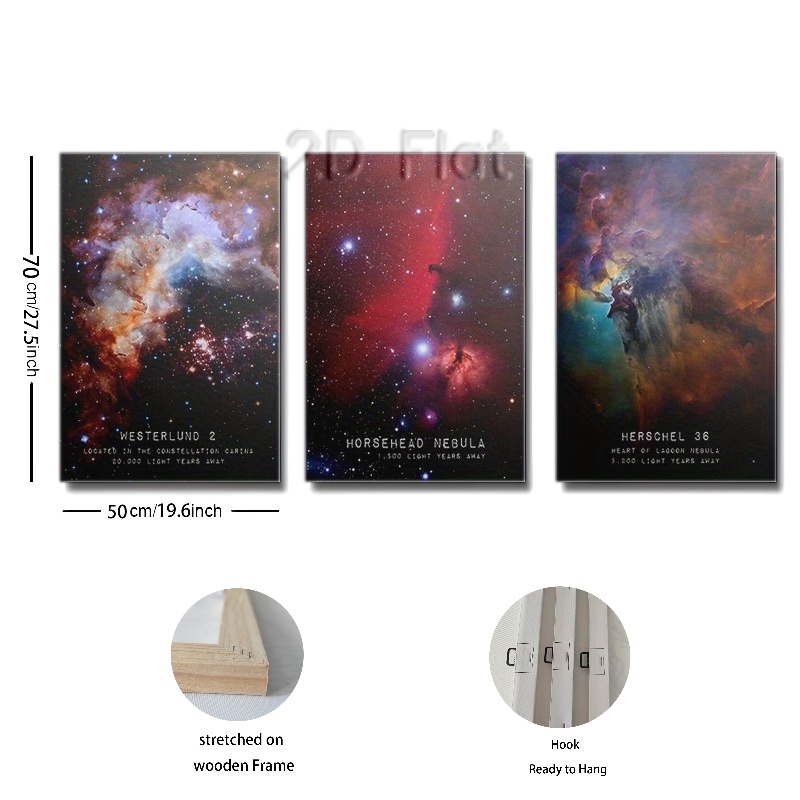 2D Flat
70 cm/27.5inch
WESTERLUND 2
LOCATED IN THE CONSTELLATION CARINA
20.000 LIGHT YEARS AWAY
HORSEHEAD NEBULA
1.500 LIGHT YEARS AWAY
HERSCHEL 36
HEART OF LAGOON NEBULA
5.200 LIGHT YEARS AWAY
50 cm/19.6inch
stretched on
wooden Frame
Hook
Ready to Hang